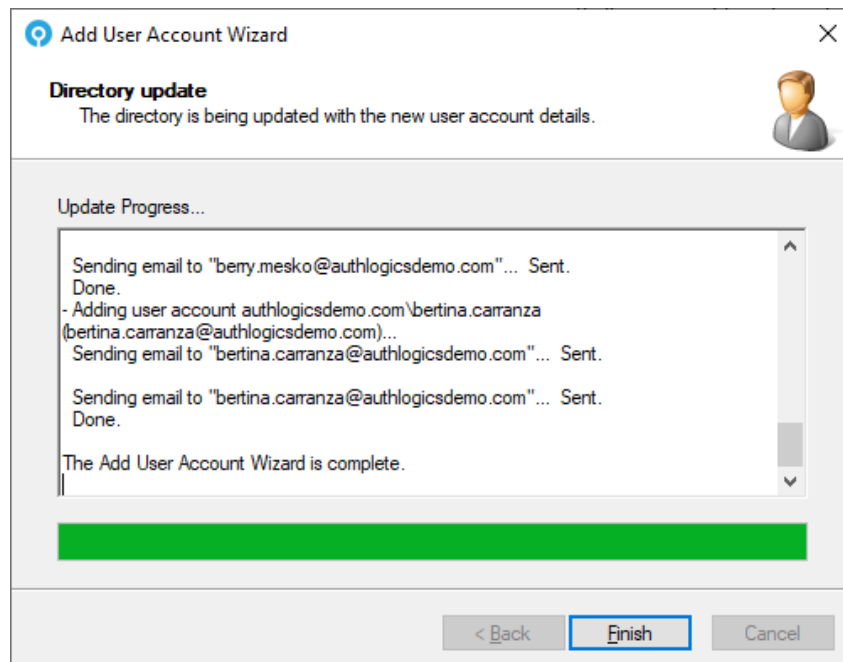 Add User Account Wizard
Directory update
The directory is being updated with the new user account details.
Update Progress...
Sending email to "berry.mesko@authlogicsdemo.com"... Sent.
Done.
- Adding user account authlogicsdemo.com\bertina.carranza
(bertina.carranza@authlogicsdemo.com)...
Sending email to "bertina.carranza@authlogicsdemo.com"... Sent.
Sending email to "bertina.carranza@authlogicsdemo.com"... Sent.
Done.
The Add User Account Wizard is complete.
< Back Finish Cancel